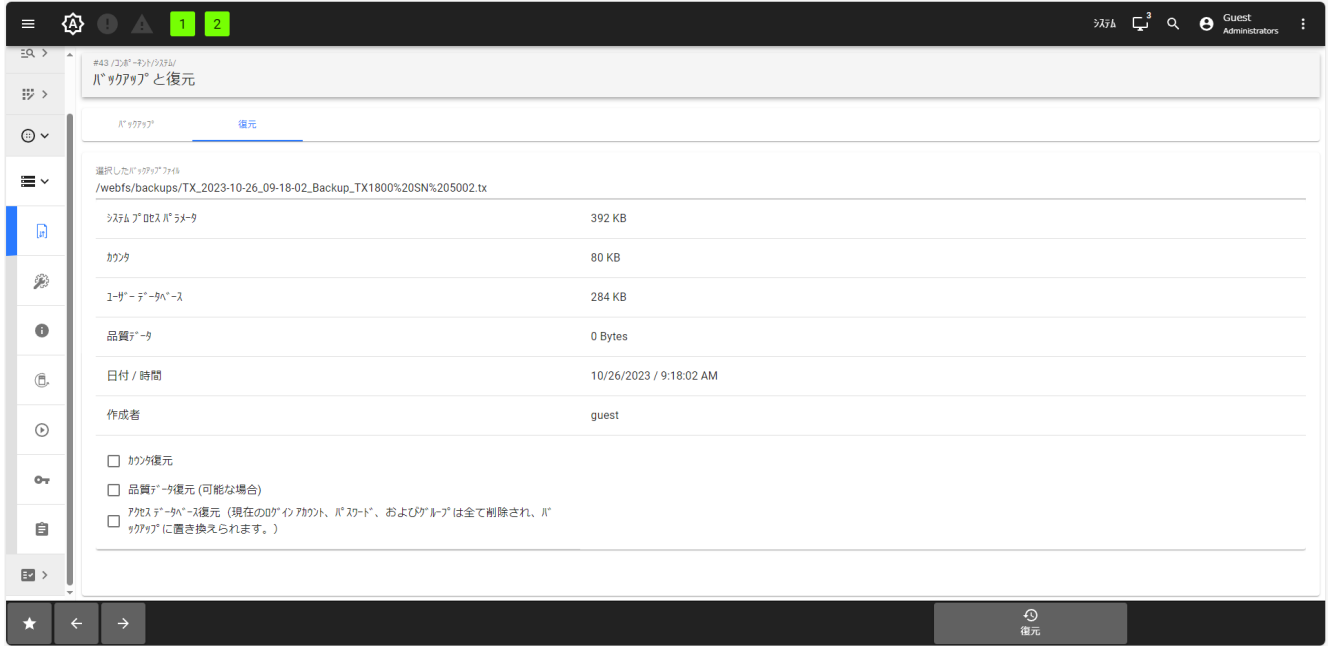 1 2
ｼｽﾃﾑ
3
Guest
Administrators
#43 /ｺﾝﾎﾟｰﾈﾝﾄ/ｼｽﾃﾑ/
ﾊﾞｯｸｱｯﾌﾟと復元
ﾊﾞｯｸｱｯﾌﾟ 復元
選択したﾊﾞｯｸｱｯﾌﾟﾌｧｲﾙ
/webfs/backups/TX_2023-10-26_09-18-02_Backup_TX1800%20SN%205002.tx
ｼｽﾃﾑ ﾌﾟﾛｾｽ ﾊﾟﾗﾒｰﾀ 392 KB
ｶｳﾝﾀ 80 KB
ﾕｰｻﾞｰ ﾃﾞｰﾀﾍﾞｰｽ 284 KB
品質ﾃﾞｰﾀ 0 Bytes
日付 / 時間 10/26/2023 / 9:18:02 AM
作成者 guest
ｶｳﾝﾀ復元
品質ﾃﾞｰﾀ復元 (可能な場合)
ｱｸｾｽ ﾃﾞｰﾀﾍﾞｰｽ復元（現在のﾛｸﾞｲﾝ ｱｶｳﾝﾄ、ﾊﾟｽﾜｰﾄﾞ、およびｸﾞﾙｰﾌﾟは全て削除され、ﾊﾞ
ｯｸｱｯﾌﾟに置き換えられます。）
復元